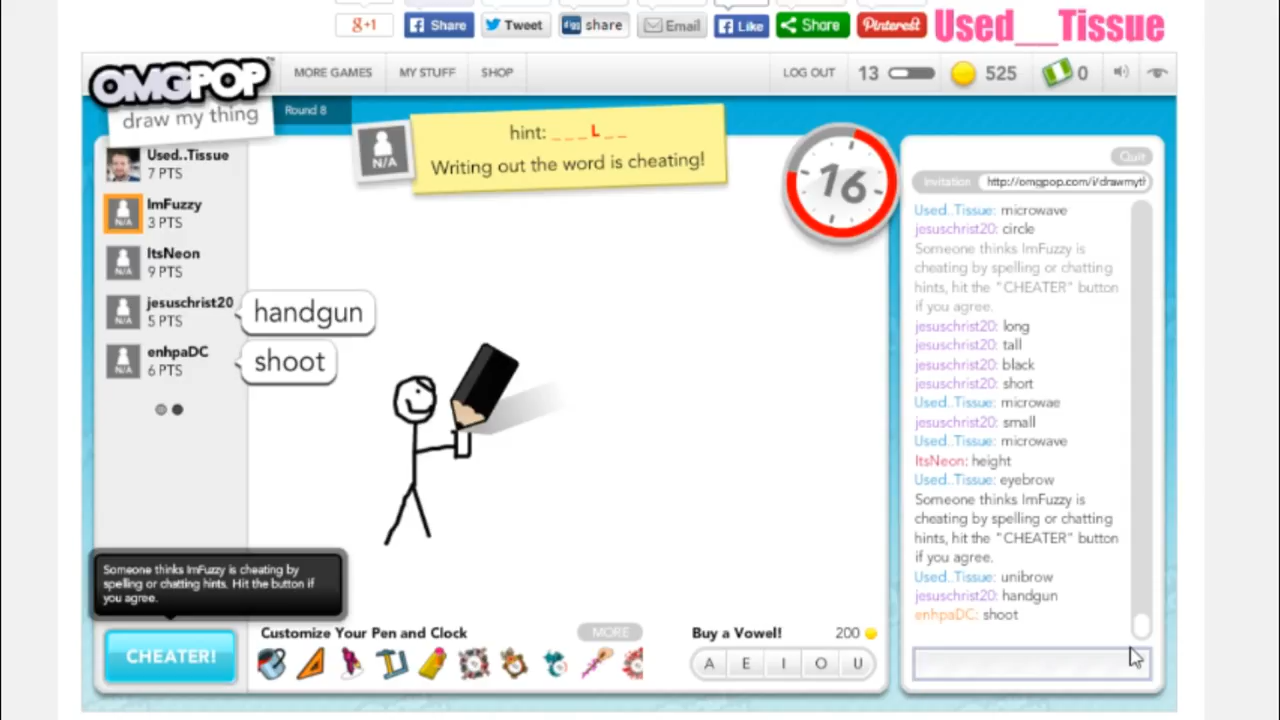 g+1
Share
Tweet
digg share
Email
Like
Share
Pinterest
Used__Tissue
OMGPOP
MORE GAMES
MY STUFF
SHOP
LOG OUT
13
525
0
draw my thing
Round 8
N/A
hint: _ _ _ L _ _
Writing out the word is cheating!
16
Used..Tissue
7 PTS
N/A
ImFuzzy
3 PTS
N/A
ItsNeon
9 PTS
N/A
jesuschrist20
5 PTS
handgun
N/A
enhpaDC
6 PTS
shoot
Someone thinks ImFuzzy is
cheating by spelling or chatting
hints. Hit the button if
you agree.
CHEATER!
Customize Your Pen and Clock
MORE
Buy a Vowel!
200
A E I O U
Quit
Invitation
http://omgpop.com/i/drawmyth
Used..Tissue: microwave
jesuschrist20: circle
Someone thinks ImFuzzy is
cheating by spelling or chatting
hints, hit the "CHEATER" button
if you agree.
jesuschrist20: long
jesuschrist20: tall
jesuschrist20: black
jesuschrist20: short
Used..Tissue: microwae
jesuschrist20: small
Used..Tissue: microwave
ItsNeon: height
Used..Tissue: eyebrow
Someone thinks ImFuzzy is
cheating by spelling or chatting
hints, hit the "CHEATER" button
if you agree.
Used..Tissue: unibrow
jesuschrist20: handgun
enhpaDC: shoot